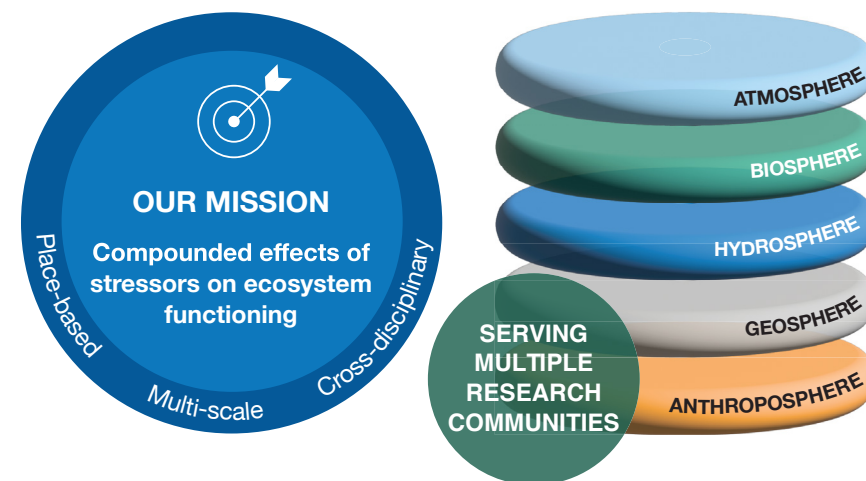 OUR MISSION
Compounded effects of
stressors on ecosystem
functioning
Place-based
Multi-scale
Cross-disciplinary
ATMOSPHERE
BIOSPHERE
HYDROSPHERE
GEOSPHERE
ANTHROPOSPHERE
SERVING
MULTIPLE
RESEARCH
COMMUNITIES